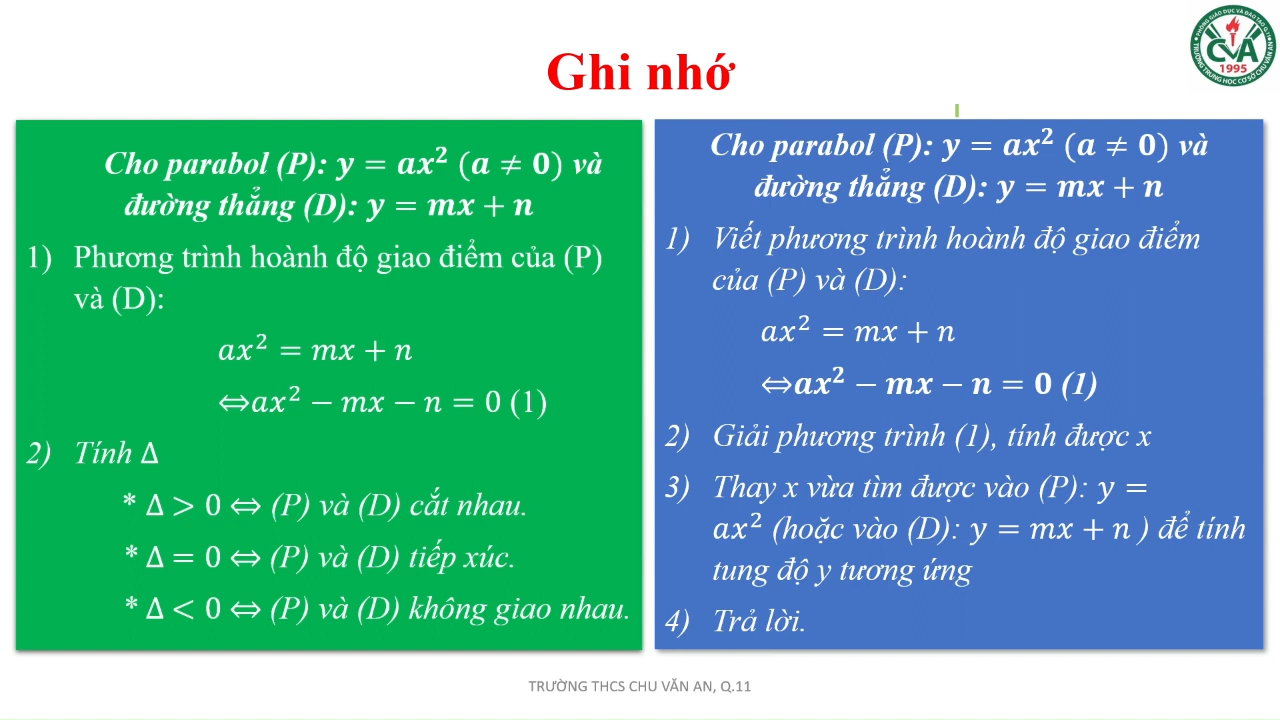 Ghi nhớ
CVA
1995
Cho parabol (P): y = ax² (a ≠ 0) và
đường thẳng (D): y = mx + n
1) Phương trình hoành độ giao điểm của (P)
và (D):
ax² = mx + n
⇔ax² − mx − n = 0 (1)
2) Tính Δ
* Δ > 0 ⇔ (P) và (D) cắt nhau.
* Δ = 0 ⇔ (P) và (D) tiếp xúc.
* Δ < 0 ⇔ (P) và (D) không giao nhau.
Cho parabol (P): y = ax² (a ≠ 0) và
đường thẳng (D): y = mx + n
1) Viết phương trình hoành độ giao điểm
của (P) và (D):
ax² = mx + n
⇔ax² − mx − n = 0 (1)
2) Giải phương trình (1), tính được x
3) Thay x vừa tìm được vào (P): y =
ax² (hoặc vào (D): y = mx + n ) để tính
tung độ y tương ứng
4) Trả lời.
TRƯỜNG THCS CHU VĂN AN, Q.11